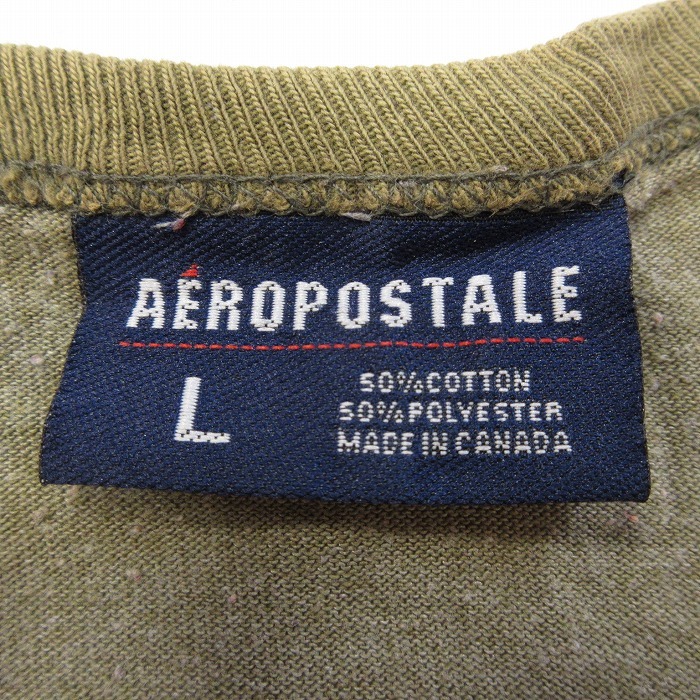 AÉROPOSTALE
L
50% COTTON
50% POLYESTER
MADE IN CANADA